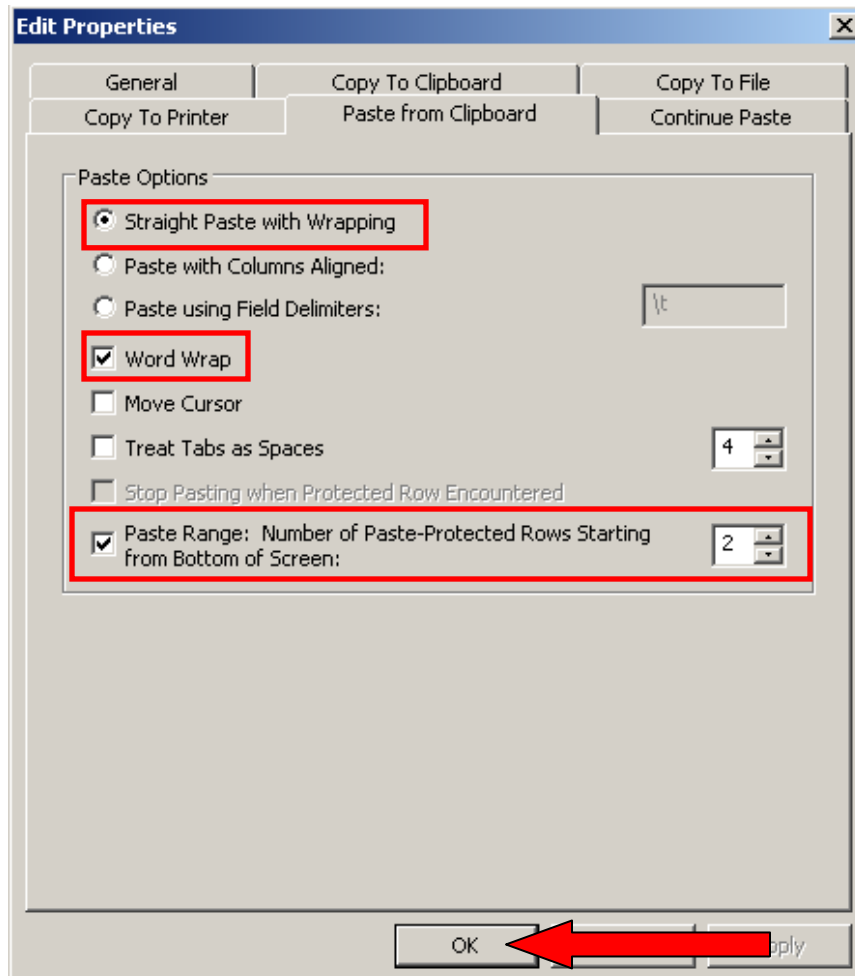 Edit Properties
General
Copy To Clipboard
Copy To File
Copy To Printer
Paste from Clipboard
Continue Paste
Paste Options
Straight Paste with Wrapping
Paste with Columns Aligned:
Paste using Field Delimiters:
\t
Word Wrap
Move Cursor
Treat Tabs as Spaces
4
Stop Pasting when Protected Row Encountered
Paste Range: Number of Paste-Protected Rows Starting
from Bottom of Screen:
2
OK